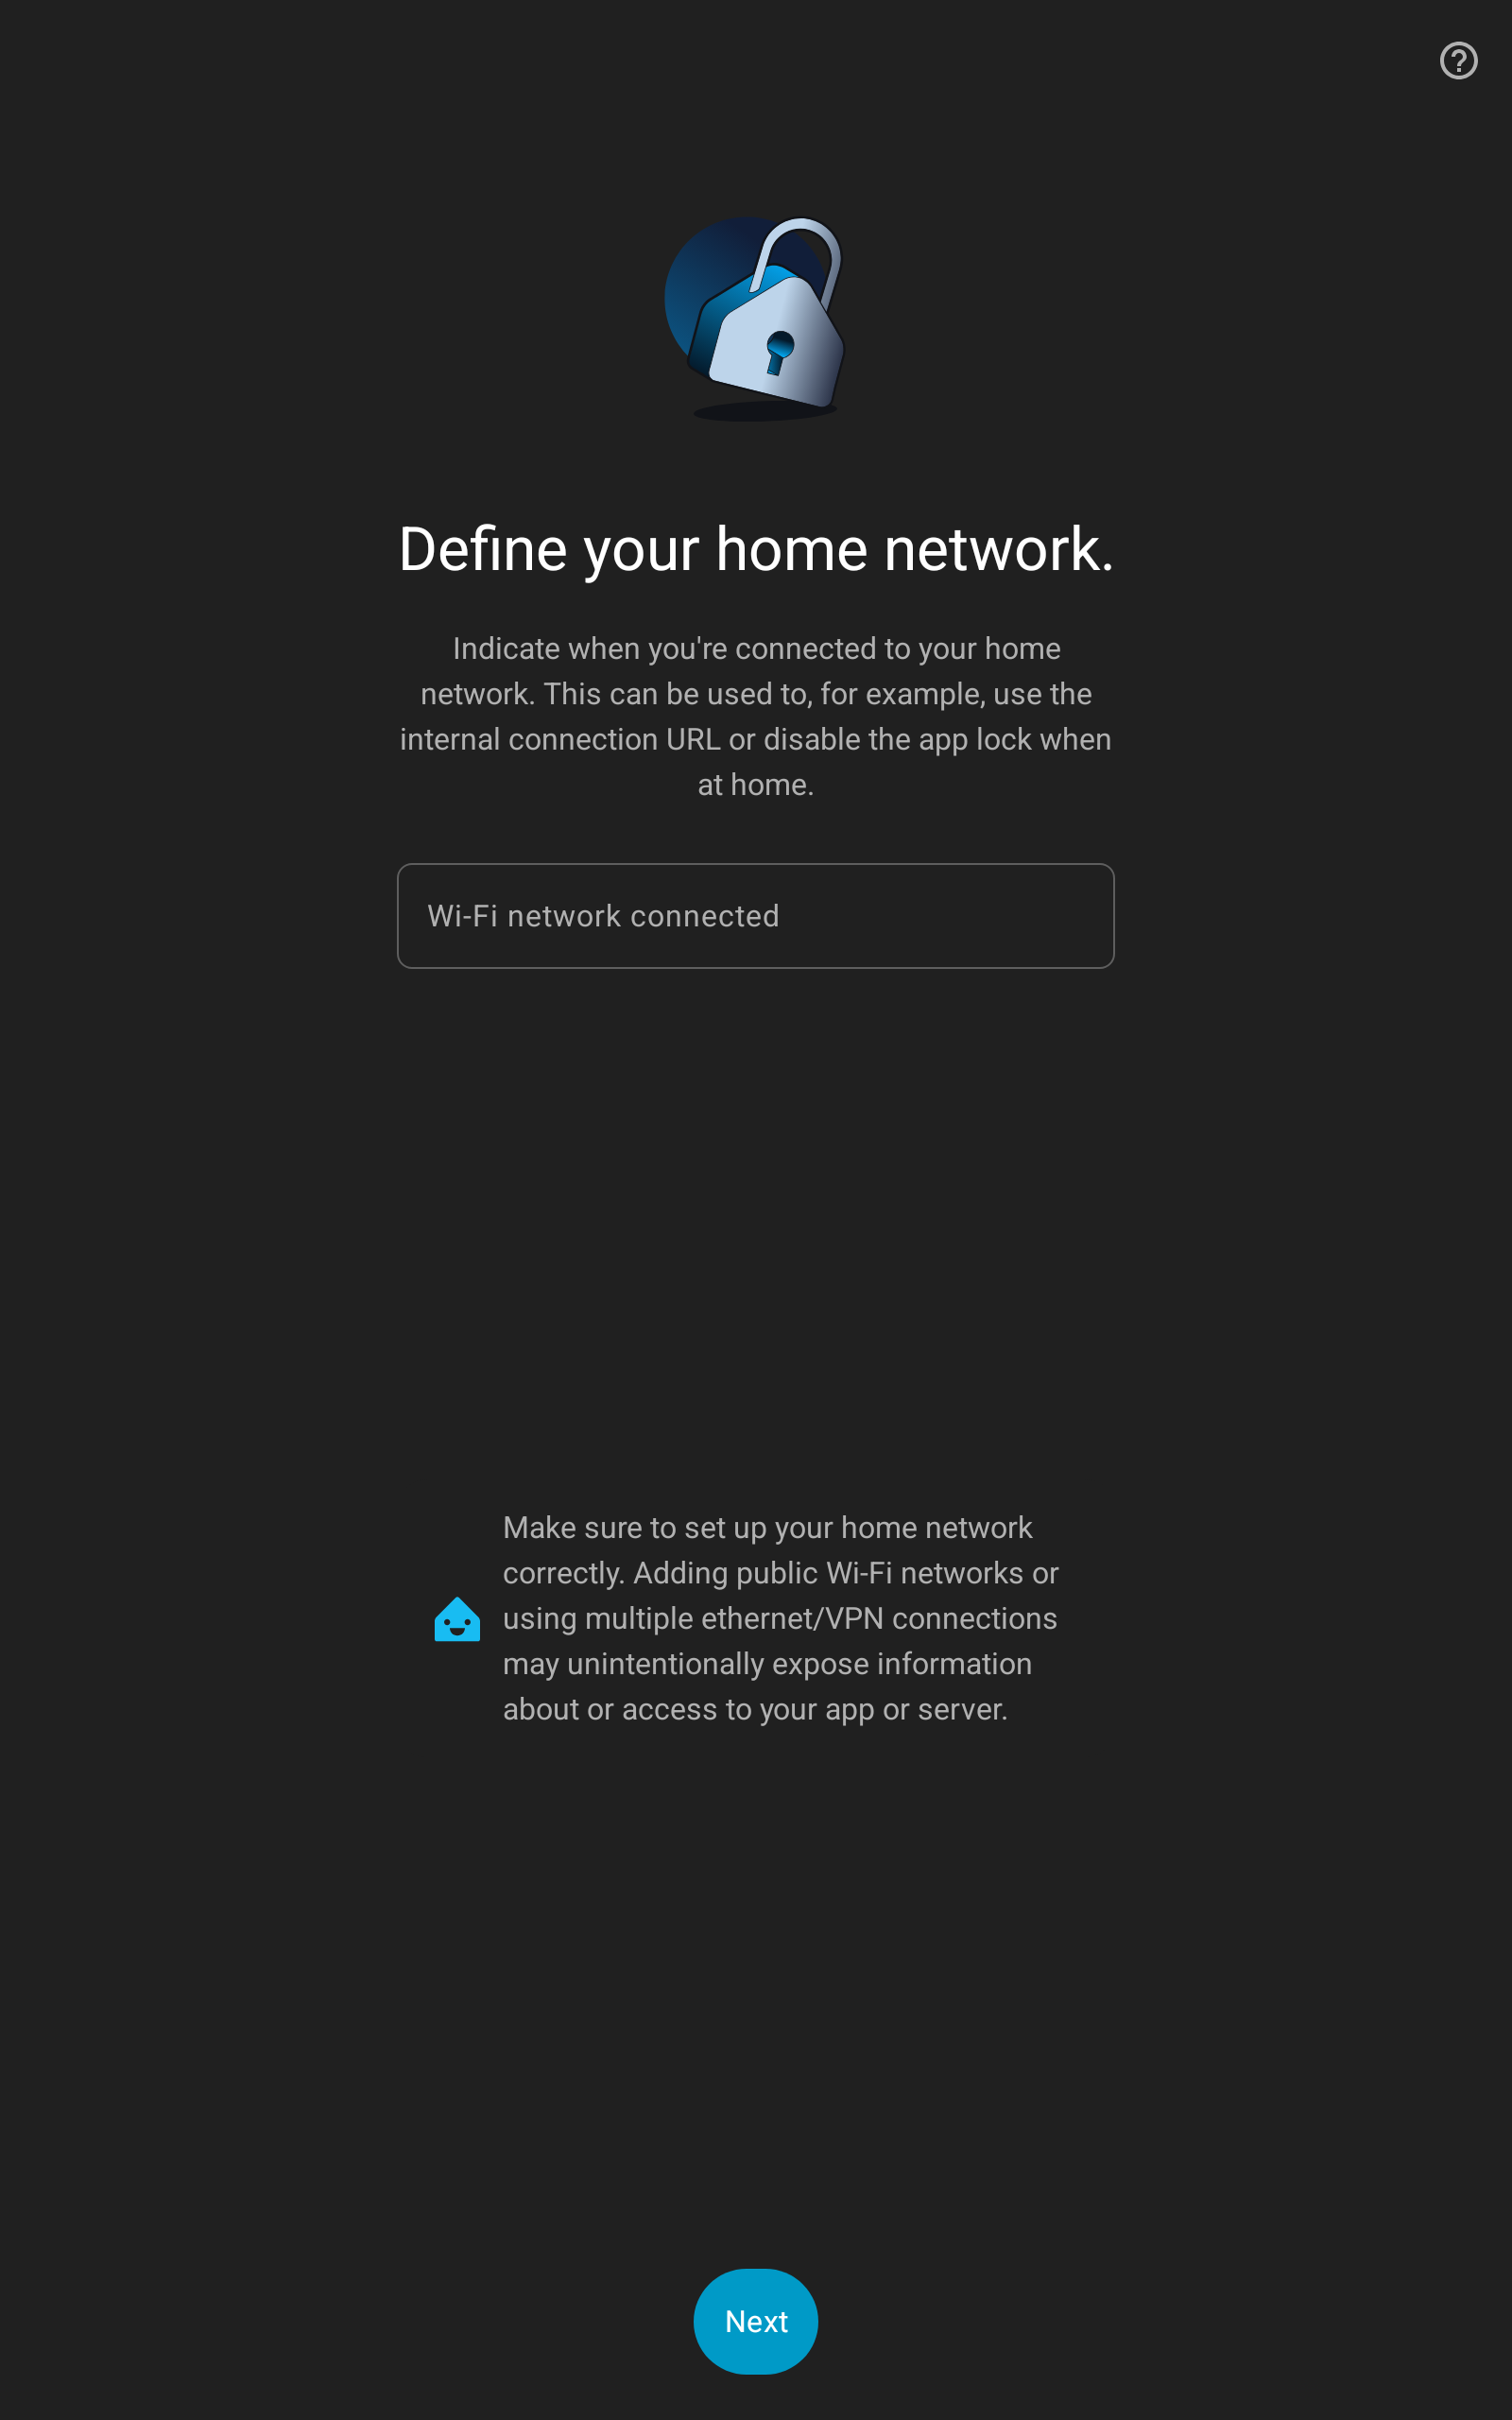 Define your home network.
Indicate when you're connected to your home
network. This can be used to, for example, use the
internal connection URL or disable the app lock when
at home.
Wi-Fi network connected
Make sure to set up your home network
correctly. Adding public Wi-Fi networks or
using multiple ethernet/VPN connections
may unintentionally expose information
about or access to your app or server.
Next